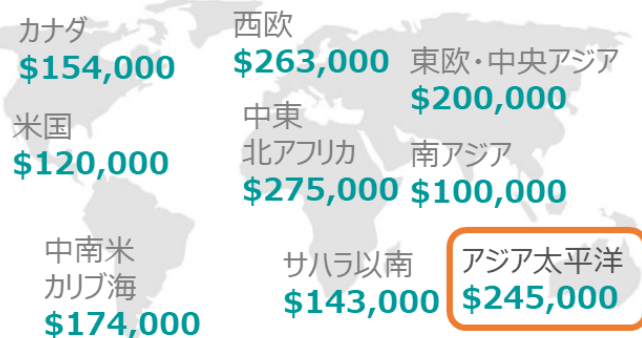 カナダ
$154,000
西欧
$263,000
東欧・中央アジア
$200,000
米国
$120,000
中東
北アフリカ
$275,000
南アジア
$100,000
中南米
カリブ海
$174,000
サハラ以南
$143,000
アジア太平洋
$245,000